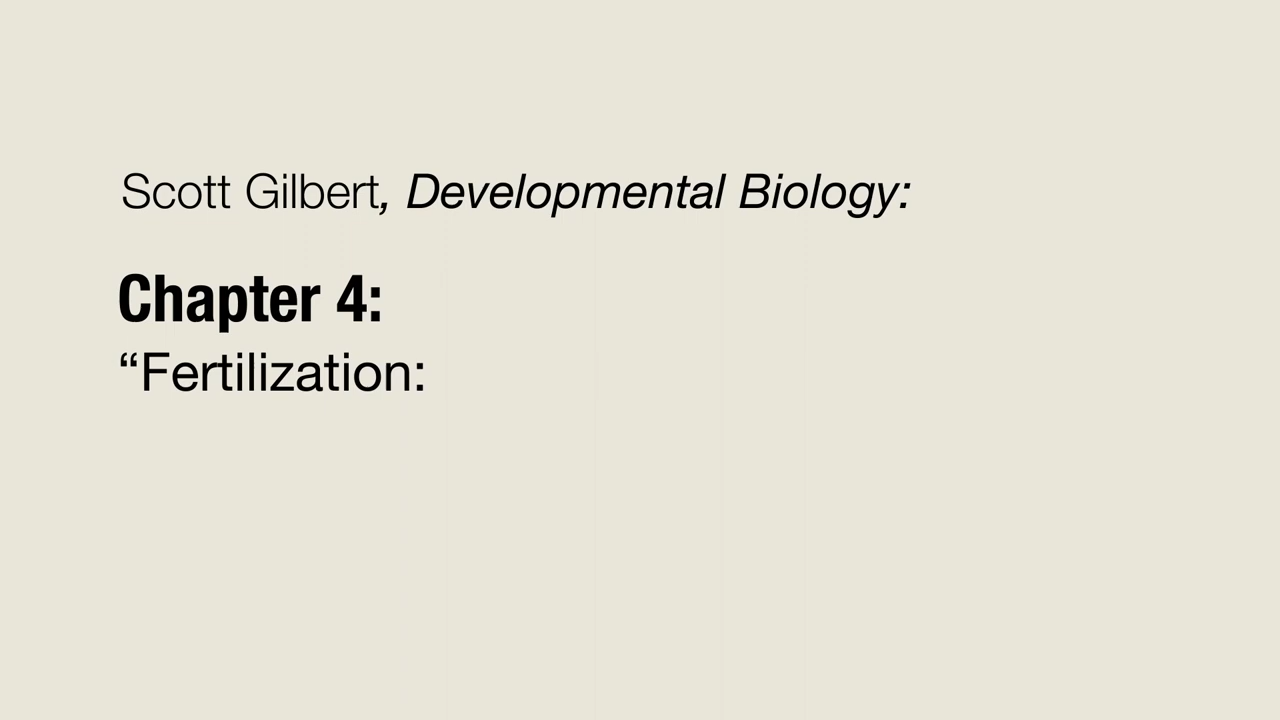 Scott Gilbert, Developmental Biology:
Chapter 4:
“Fertilization: